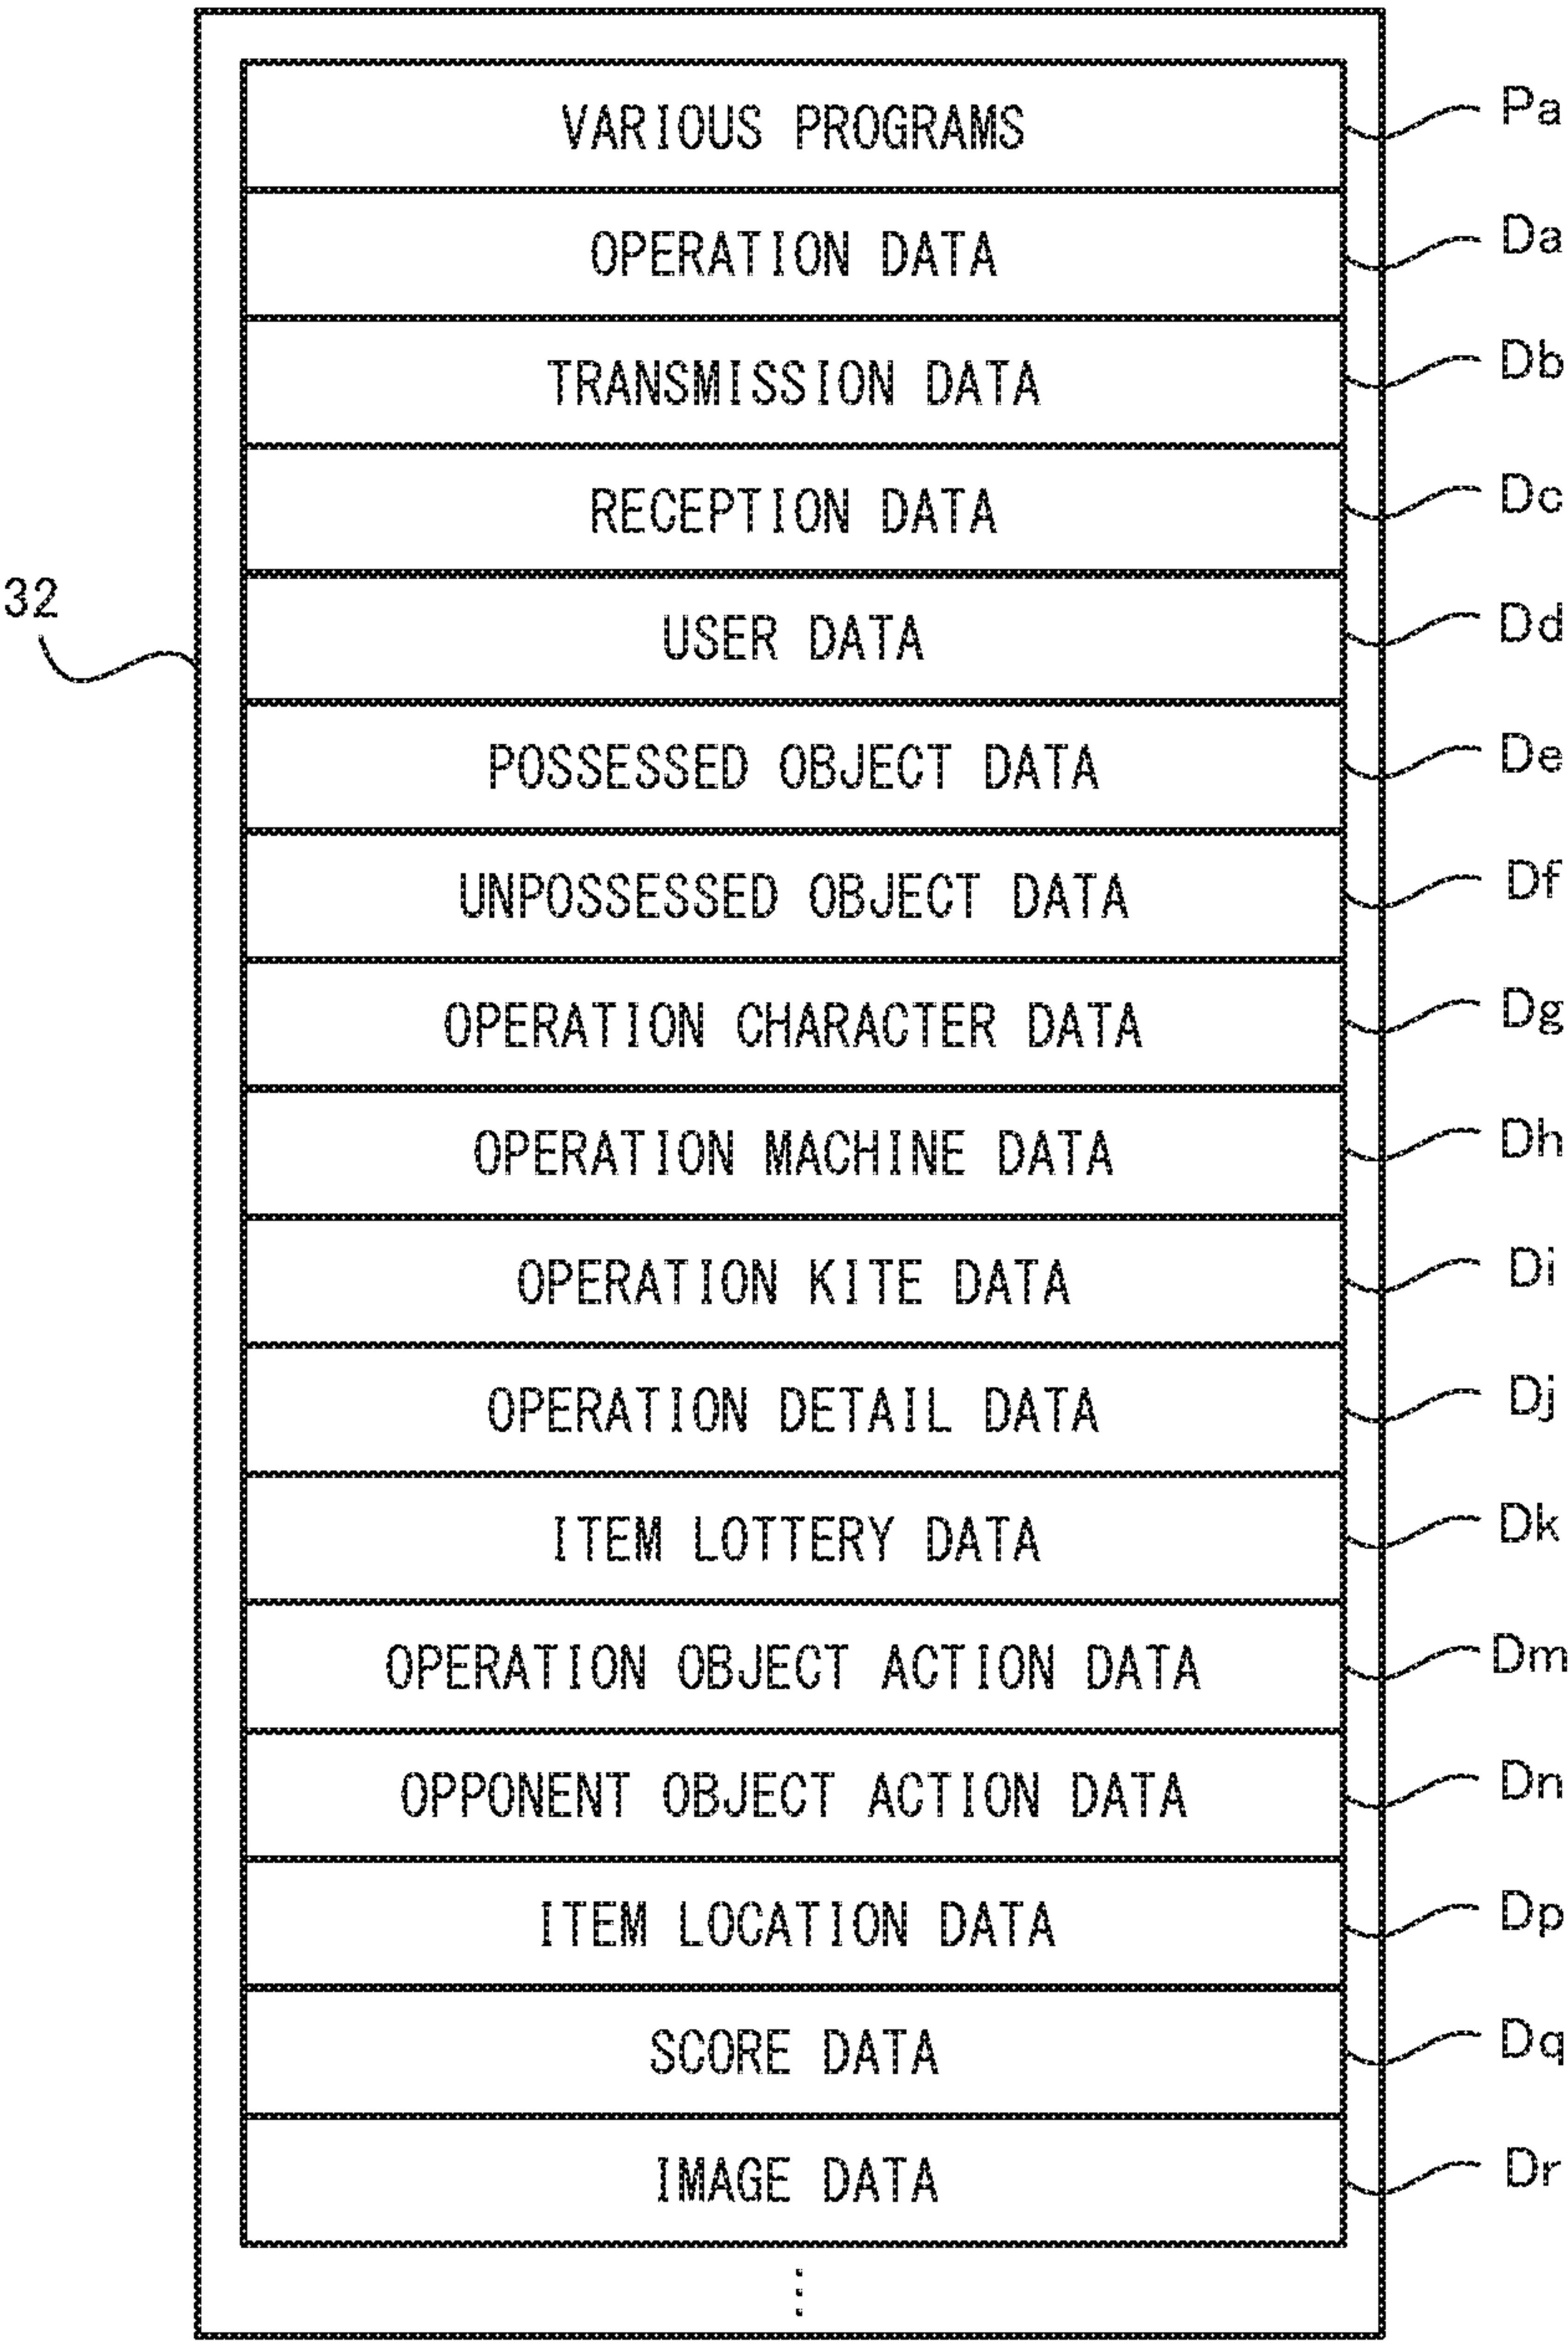 VARIOUS PROGRAMS Pa
OPERATION DATA Da
TRANSMISSION DATA Db
RECEPTION DATA Dc
32
USER DATA Dd
POSSESSED OBJECT DATA De
UNPOSSESSED OBJECT DATA Df
OPERATION CHARACTER DATA Dg
OPERATION MACHINE DATA Dh
OPERATION KITE DATA Di
OPERATION DETAIL DATA Dj
ITEM LOTTERY DATA Dk
OPERATION OBJECT ACTION DATA Dm
OPPONENT OBJECT ACTION DATA Dn
ITEM LOCATION DATA Dp
SCORE DATA Dq
IMAGE DATA Dr
⋮